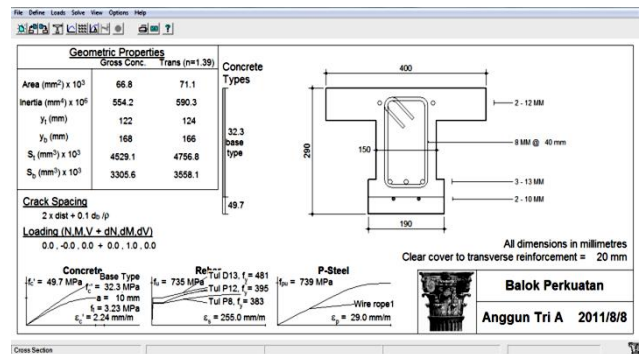 File Define Loads Solve View Options Help
Geometric Properties
Gross Conc. Trans (n=1.39)
Area (mm²) x 10³ 66.8 71.1
Inertia (mm⁴) x 10⁶ 554.2 590.3
yt (mm) 122 124
yb (mm) 168 166
St (mm³) x 10³ 4529.1 4756.8
Sb (mm³) x 10³ 3305.6 3558.1
Crack Spacing
2 x dist + 0.1 db /ρ
Loading (N,M,V + dN,dM,dV)
0.0 , -0.0 , 0.0 + 0.0 , 1.0 , 0.0
Concrete
Types
32.3
base
type
49.7
400
290
150
190
2 - 12 MM
8 MM @ 40 mm
3 - 13 MM
2 - 10 MM
All dimensions in millimetres
Clear cover to transverse reinforcement = 20 mm
Concrete
fc' = 49.7 MPa
Base Type
fc' = 32.3 MPa
a = 10 mm
ft = 3.23 MPa
εc' = 2.24 mm/m
Rebar
fu = 735 MPa
Tul D13, fy = 481
Tul P12, fy = 395
Tul P8, fy = 383
εs = 255.0 mm/m
P-Steel
fpu = 739 MPa
Wire rope1
εp = 29.0 mm/m
Balok Perkuatan
Anggun Tri A 2011/8/8
Cross Section